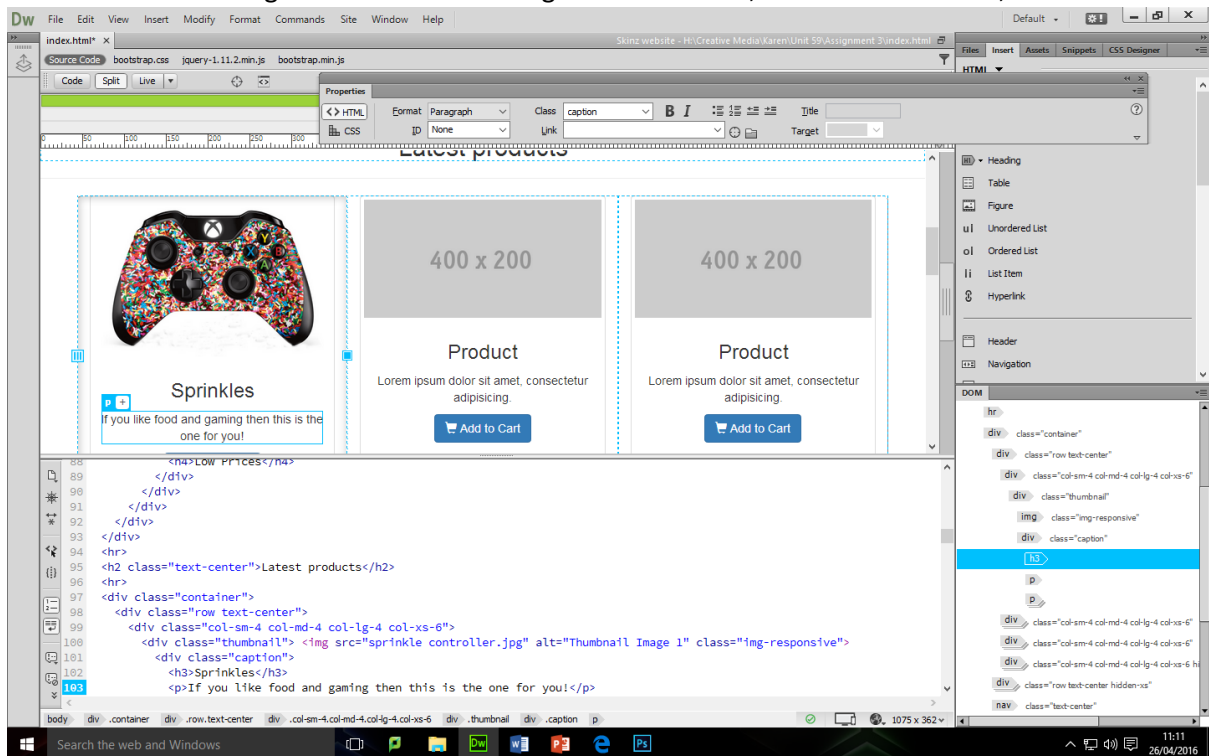 Dw File Edit View Insert Modify Format Commands Site Window Help Default
index.html* × Skinz website - H:\Creative Media\Karen\Unit 59\Assignment 3\index.html
Source Code bootstrap.css jquery-1.11.2.min.js bootstrap.min.js
Code Split Live
Properties
<> HTML Format Paragraph Class caption B I Title
CSS ID None Link Target
Files Insert Assets Snippets CSS Designer
HTML
0 50 100 150 200 250 300
Latest products
H1 Heading
Table
Figure
ul Unordered List
ol Ordered List
li List Item
Hyperlink
Header
Navigation
X Y B A
400 x 200
400 x 200
Sprinkles
P +
If you like food and gaming then this is the
one for you!
Product
Lorem ipsum dolor sit amet, consectetur
adipisicing.
Add to Cart
Product
Lorem ipsum dolor sit amet, consectetur
adipisicing.
Add to Cart
88 <h4>Low Prices</h4>
89 </div>
90 </div>
91 </div>
92 </div>
93 </div>
94 <hr>
95 <h2 class="text-center">Latest products</h2>
96 <hr>
97 <div class="container">
98 <div class="row text-center">
99 <div class="col-sm-4 col-md-4 col-lg-4 col-xs-6">
100 <div class="thumbnail"> <img src="sprinkle controller.jpg" alt="Thumbnail Image 1" class="img-responsive">
101 <div class="caption">
102 <h3>Sprinkles</h3>
103 <p>If you like food and gaming then this is the one for you!</p>
DOM
hr
div class="container"
div class="row text-center"
div class="col-sm-4 col-md-4 col-lg-4 col-xs-6"
div class="thumbnail"
img class="img-responsive"
div class="caption"
h3
p
p
div class="col-sm-4 col-md-4 col-lg-4 col-xs-6"
div class="col-sm-4 col-md-4 col-lg-4 col-xs-6"
div class="col-sm-4 col-md-4 col-lg-4 col-xs-6 hi
div class="row text-center hidden-xs"
nav class="text-center"
body div .container div .row.text-center div .col-sm-4.col-md-4.col-lg-4.col-xs-6 div .thumbnail div .caption p 1075 x 362
Search the web and Windows Dw Ps 11:11
26/04/2016